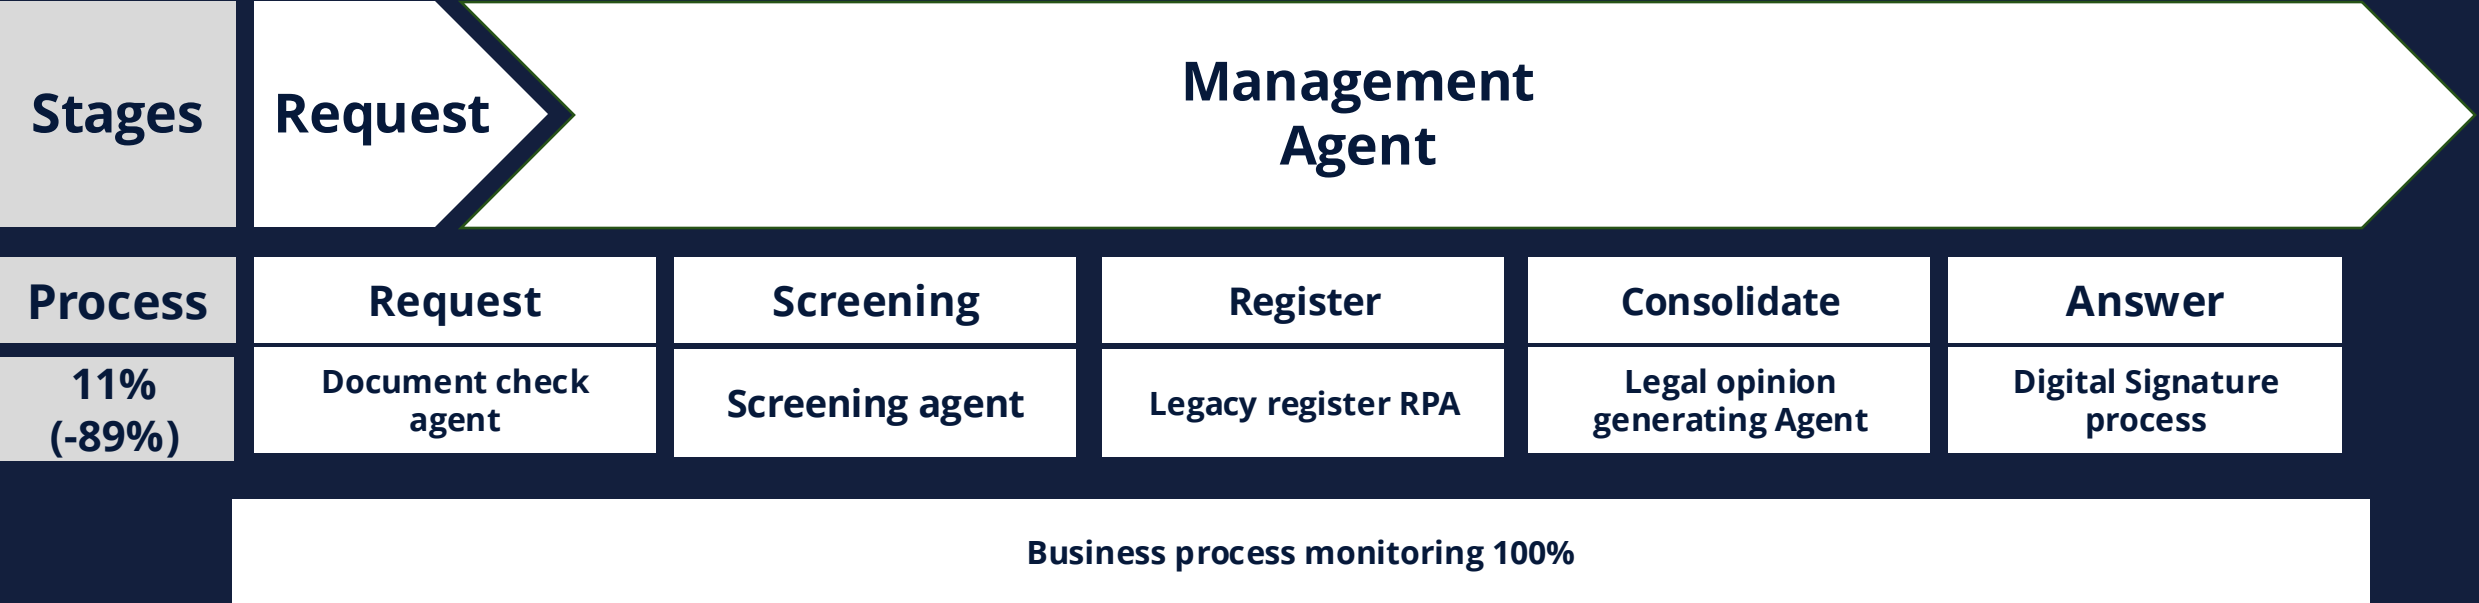 Stages
Request
Management
Agent
Process
Request
Screening
Register
Consolidate
Answer
11%
(-89%)
Document check
agent
Screening agent
Legacy register RPA
Legal opinion
generating Agent
Digital Signature
process
Business process monitoring 100%